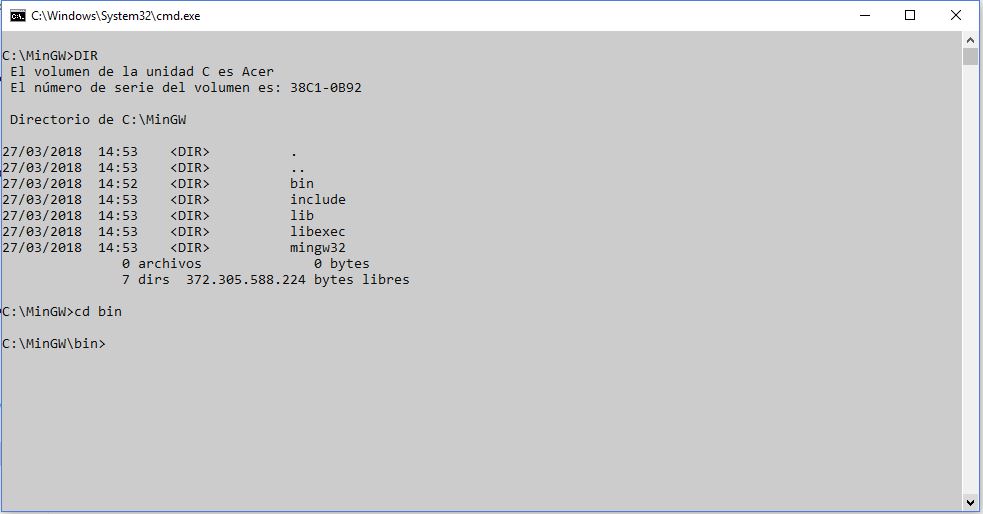 C:\Windows\System32\cmd.exe
C:\MinGW>DIR
 El volumen de la unidad C es Acer
 El número de serie del volumen es: 38C1-0B92
 Directorio de C:\MinGW
27/03/2018  14:53    <DIR>          .
27/03/2018  14:53    <DIR>          ..
27/03/2018  14:52    <DIR>          bin
27/03/2018  14:53    <DIR>          include
27/03/2018  14:53    <DIR>          lib
27/03/2018  14:53    <DIR>          libexec
27/03/2018  14:53    <DIR>          mingw32
               0 archivos              0 bytes
               7 dirs  372.305.588.224 bytes libres
C:\MinGW>cd bin
C:\MinGW\bin>